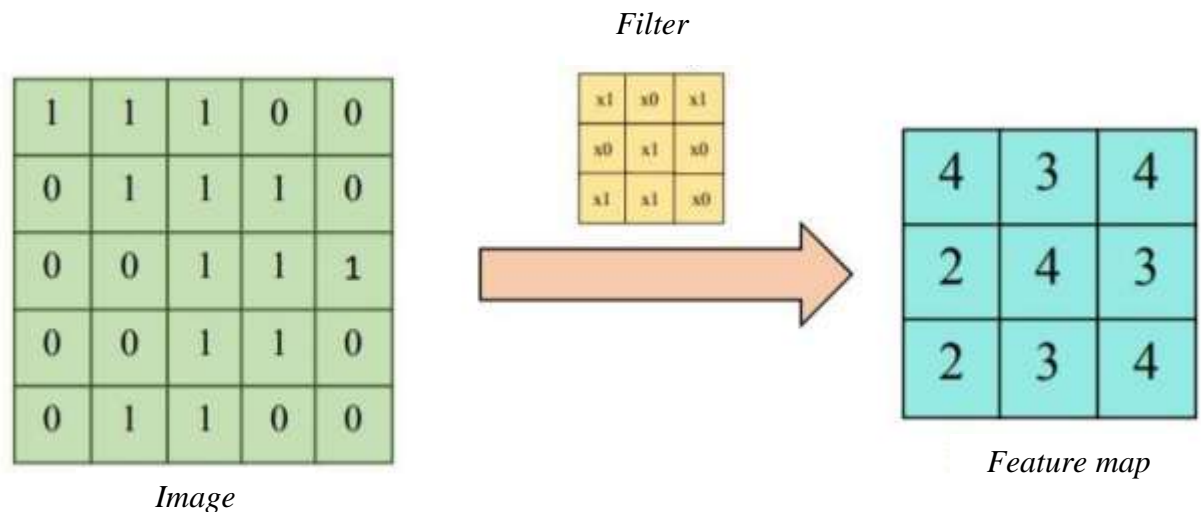 Filter
1 1 1 0 0
0 1 1 1 0
0 0 1 1 1
0 0 1 1 0
0 1 1 0 0
x1 x0 x1
x0 x1 x0
x1 x1 x0
4 3 4
2 4 3
2 3 4
Image
Feature map